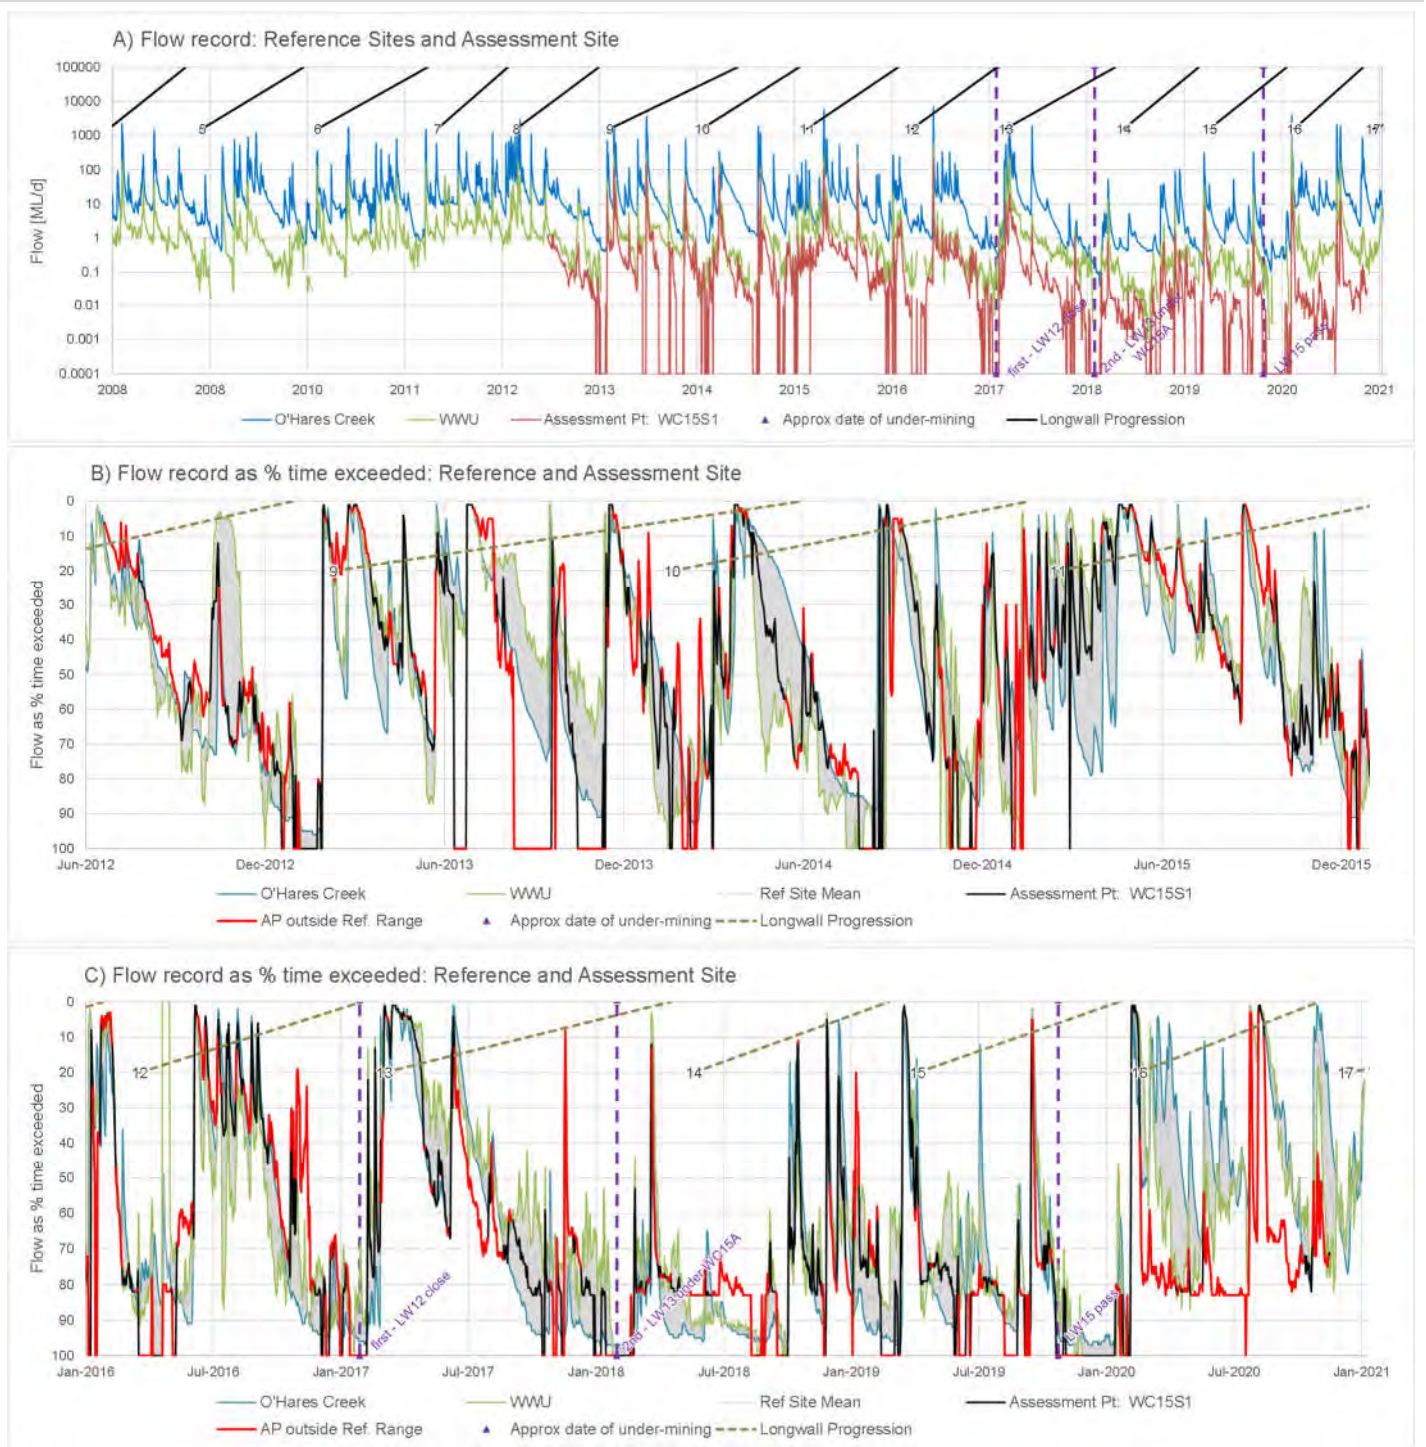 A) Flow record: Reference Sites and Assessment Site
Flow [ML/d]
100000
10000
1000
100
10
1
0.1
0.01
0.001
0.0001
5
6
7
8
9
10
11
12
13
14
15
16
17
first - LW12 close
2nd - LW13 under WC15A
LW15 pass
2008 2008 2010 2011 2012 2013 2014 2015 2016 2017 2018 2019 2020 2021
O'Hares Creek WWU Assessment Pt: WC15S1 Approx date of under-mining Longwall Progression
B) Flow record as % time exceeded: Reference and Assessment Site
Flow as % time exceeded
0
10
20
30
40
50
60
70
80
90
100
9
10
11
Jun-2012 Dec-2012 Jun-2013 Dec-2013 Jun-2014 Dec-2014 Jun-2015 Dec-2015
O'Hares Creek WWU Ref Site Mean Assessment Pt: WC15S1
AP outside Ref. Range Approx date of under-mining Longwall Progression
C) Flow record as % time exceeded: Reference and Assessment Site
Flow as % time exceeded
0
10
20
30
40
50
60
70
80
90
100
12
13
14
15
16
17
first - LW12 close
2nd - LW13 under WC15A
LW15 pass
Jan-2016 Jul-2016 Jan-2017 Jul-2017 Jan-2018 Jul-2018 Jan-2019 Jul-2019 Jan-2020 Jul-2020 Jan-2021
O'Hares Creek WWU Ref Site Mean Assessment Pt: WC15S1
AP outside Ref. Range Approx date of under-mining Longwall Progression